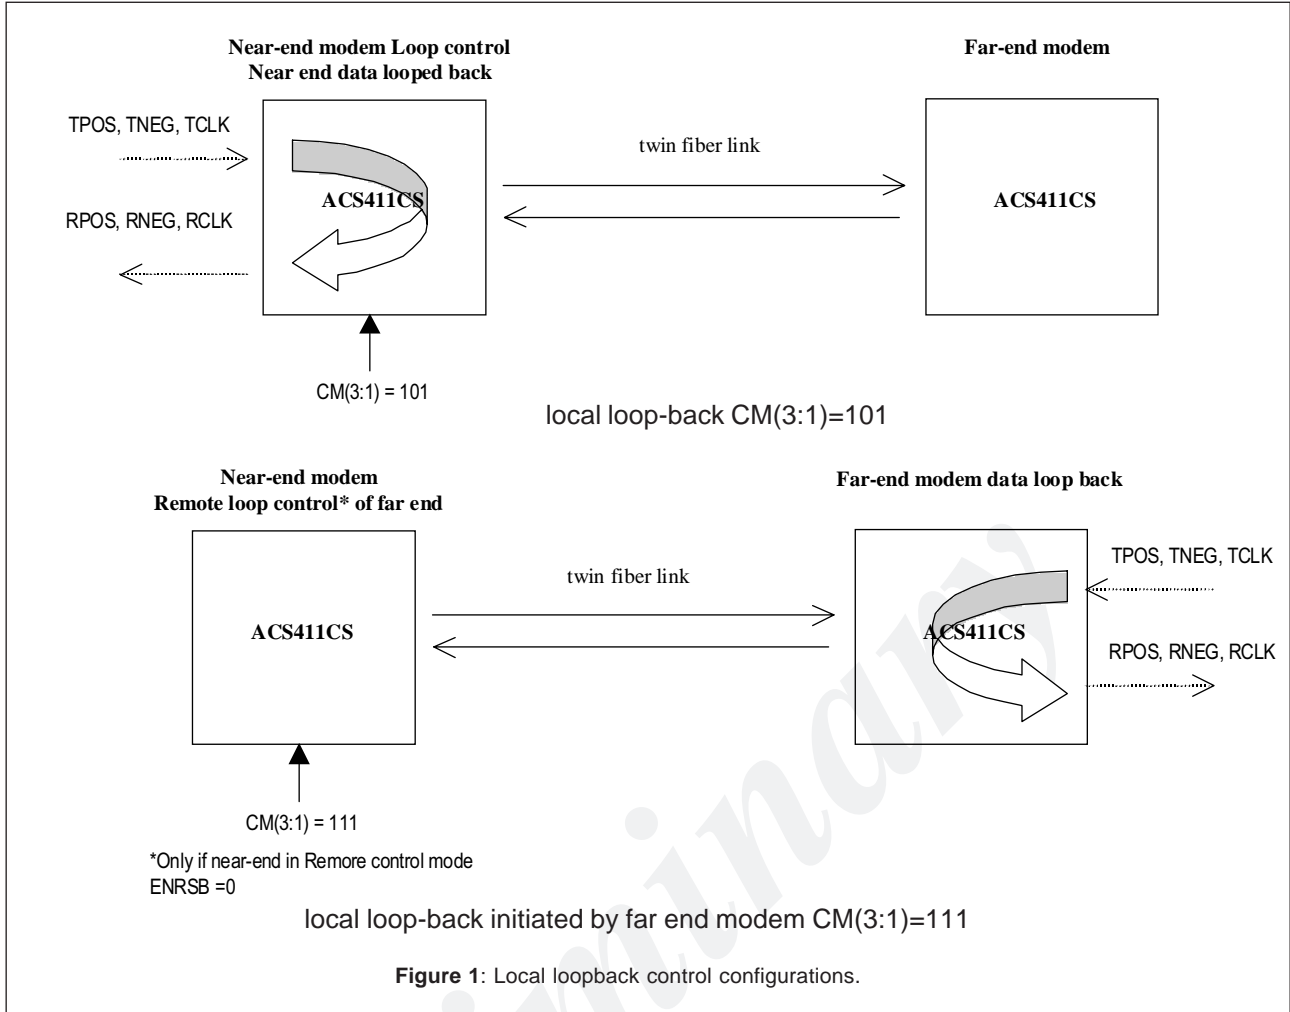 Near-end modem Loop control
Near end data looped back
Far-end modem
TPOS, TNEG, TCLK
twin fiber link
ACS411CS
ACS411CS
RPOS, RNEG, RCLK
CM(3:1) = 101
local loop-back CM(3:1)=101
Near-end modem
Remote loop control* of far end
Far-end modem data loop back
TPOS, TNEG, TCLK
twin fiber link
ACS411CS
ACS411CS
RPOS, RNEG, RCLK
CM(3:1) = 111
*Only if near-end in Remore control mode
ENRSB =0
local loop-back initiated by far end modem CM(3:1)=111
Figure 1: Local loopback control configurations.
iminary